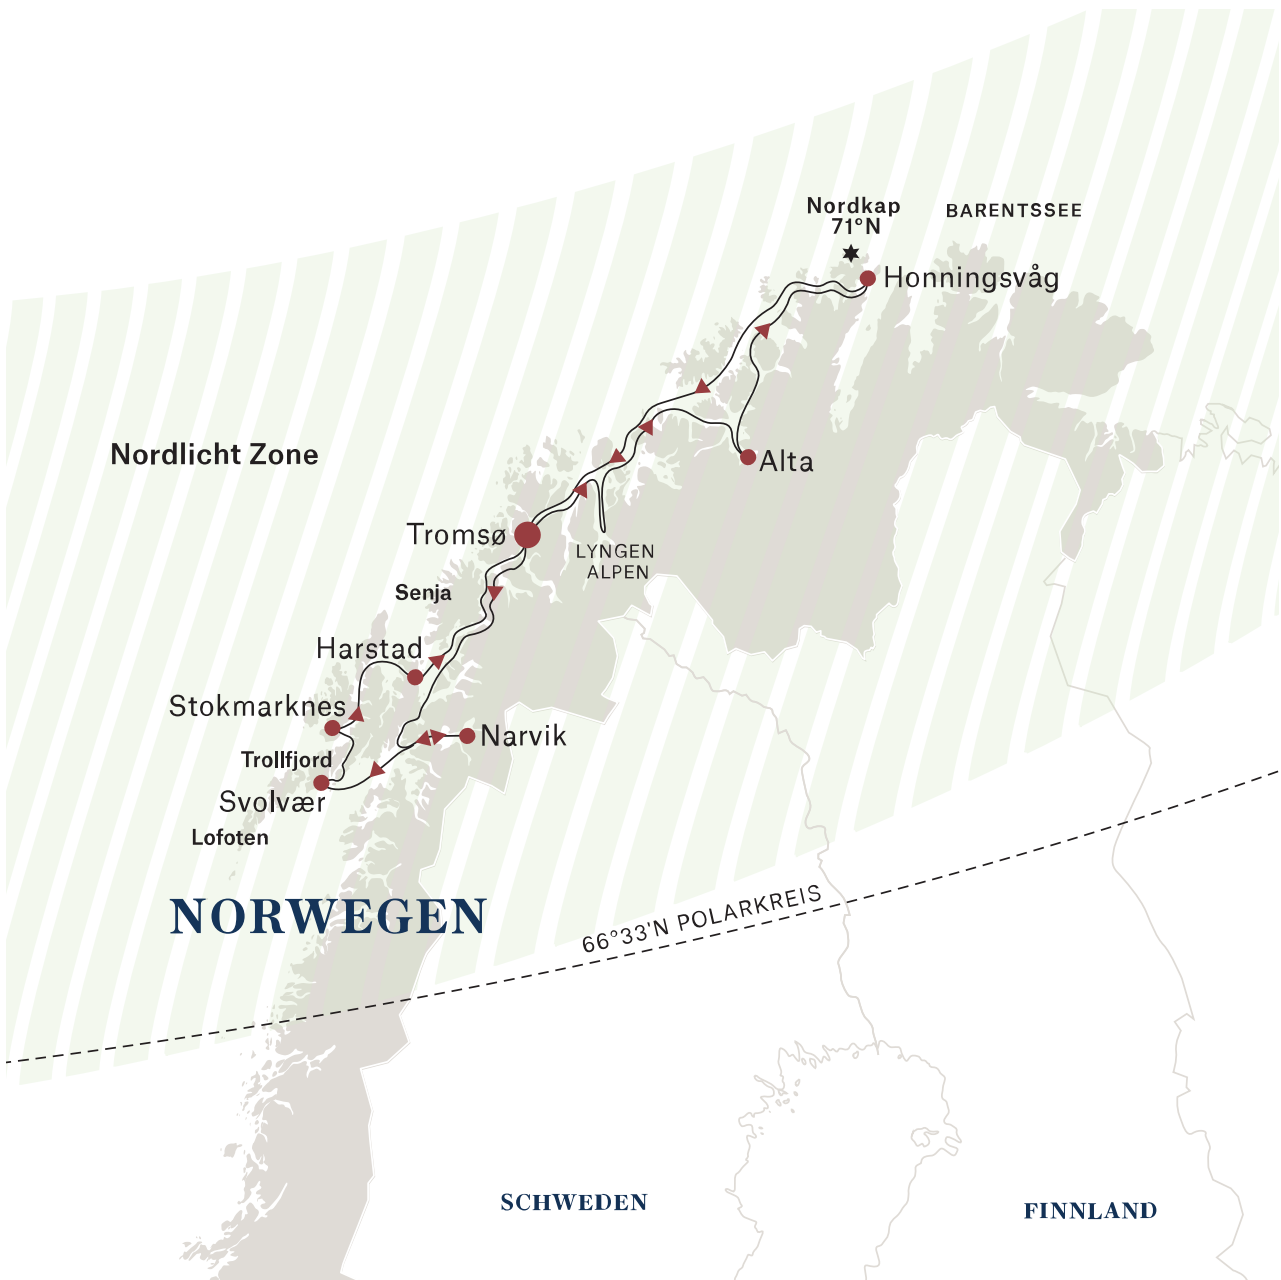 Nordkap
71°N
BARENTSSEE
Honningsvåg
Nordlicht Zone
Alta
Tromsø
LYNGEN
ALPEN
Senja
Harstad
Stokmarknes
Narvik
Trollfjord
Svolvær
Lofoten
NORWEGEN
66°33'N POLARKREIS
SCHWEDEN
FINNLAND